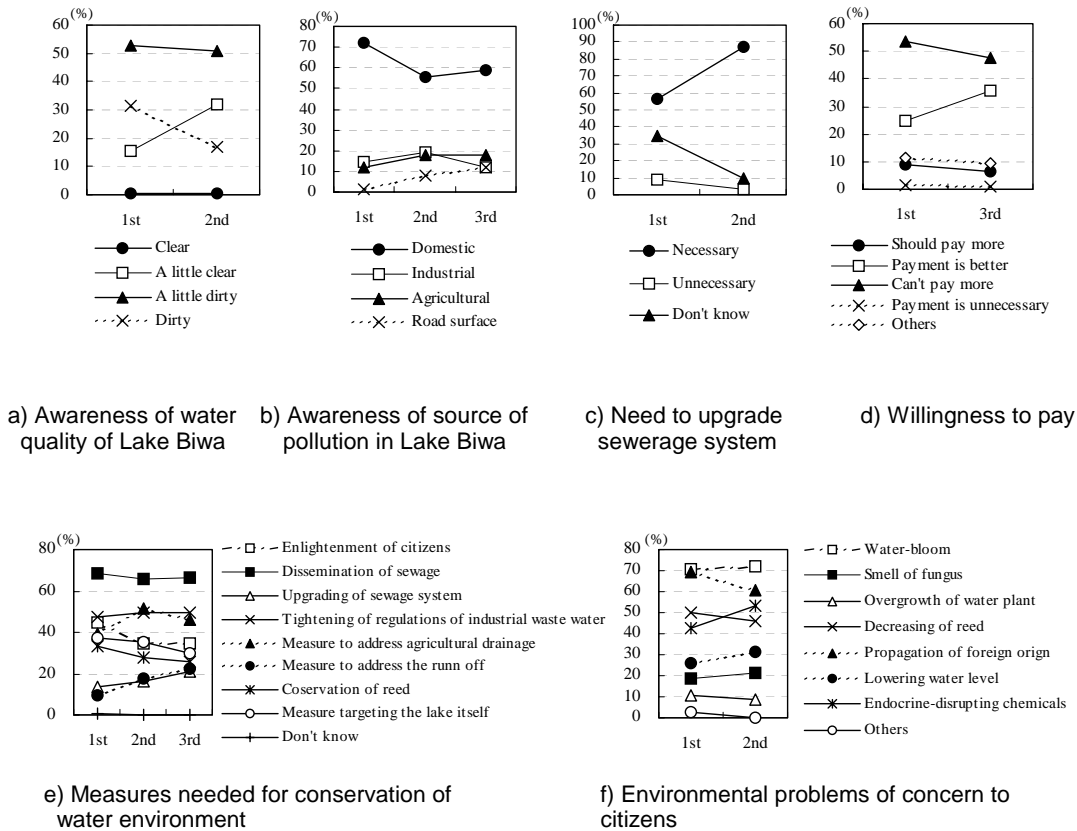 (%)
60
50
40
30
20
10
0
1st 2nd
Clear
A little clear
A little dirty
Dirty
a) Awareness of water
quality of Lake Biwa
(%)
80
70
60
50
40
30
20
10
0
1st 2nd 3rd
Domestic
Industrial
Agricultural
Road surface
b) Awareness of source of
pollution in Lake Biwa
(%)
100
90
80
70
60
50
40
30
20
10
0
1st 2nd
Necessary
Unnecessary
Don't know
c) Need to upgrade
sewerage system
(%)
60
50
40
30
20
10
0
1st 3rd
Should pay more
Payment is better
Can't pay more
Payment is unnecessary
Others
d) Willingness to pay
(%)
80
60
40
20
0
1st 2nd 3rd
Enlightenment of citizens
Dissemination of sewage
Upgrading of sewage system
Tightening of regulations of industrial waste water
Measure to address agricultural drainage
Measure to address the runn off
Coservation of reed
Measure targeting the lake itself
Don't know
e) Measures needed for conservation of
water environment
(%)
80
70
60
50
40
30
20
10
0
1st 2nd
Water-bloom
Smell of fungus
Overgrowth of water plant
Decreasing of reed
Propagation of foreign orign
Lowering water level
Endocrine-disrupting chemicals
Others
f) Environmental problems of concern to
citizens